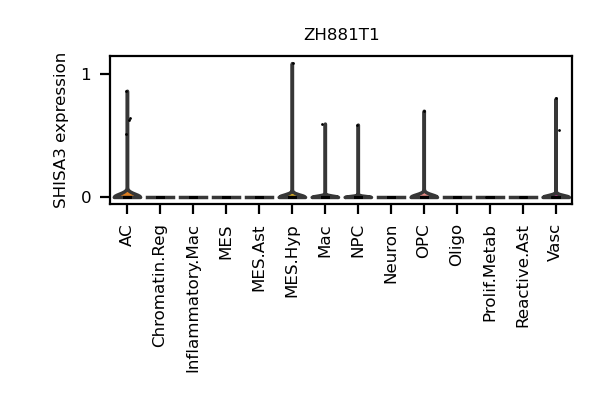 ZH881T1
SHISA3 expression
1
0
AC
Chromatin.Reg
Inflammatory.Mac
MES
MES.Ast
MES.Hyp
Mac
NPC
Neuron
OPC
Oligo
Prolif.Metab
Reactive.Ast
Vasc